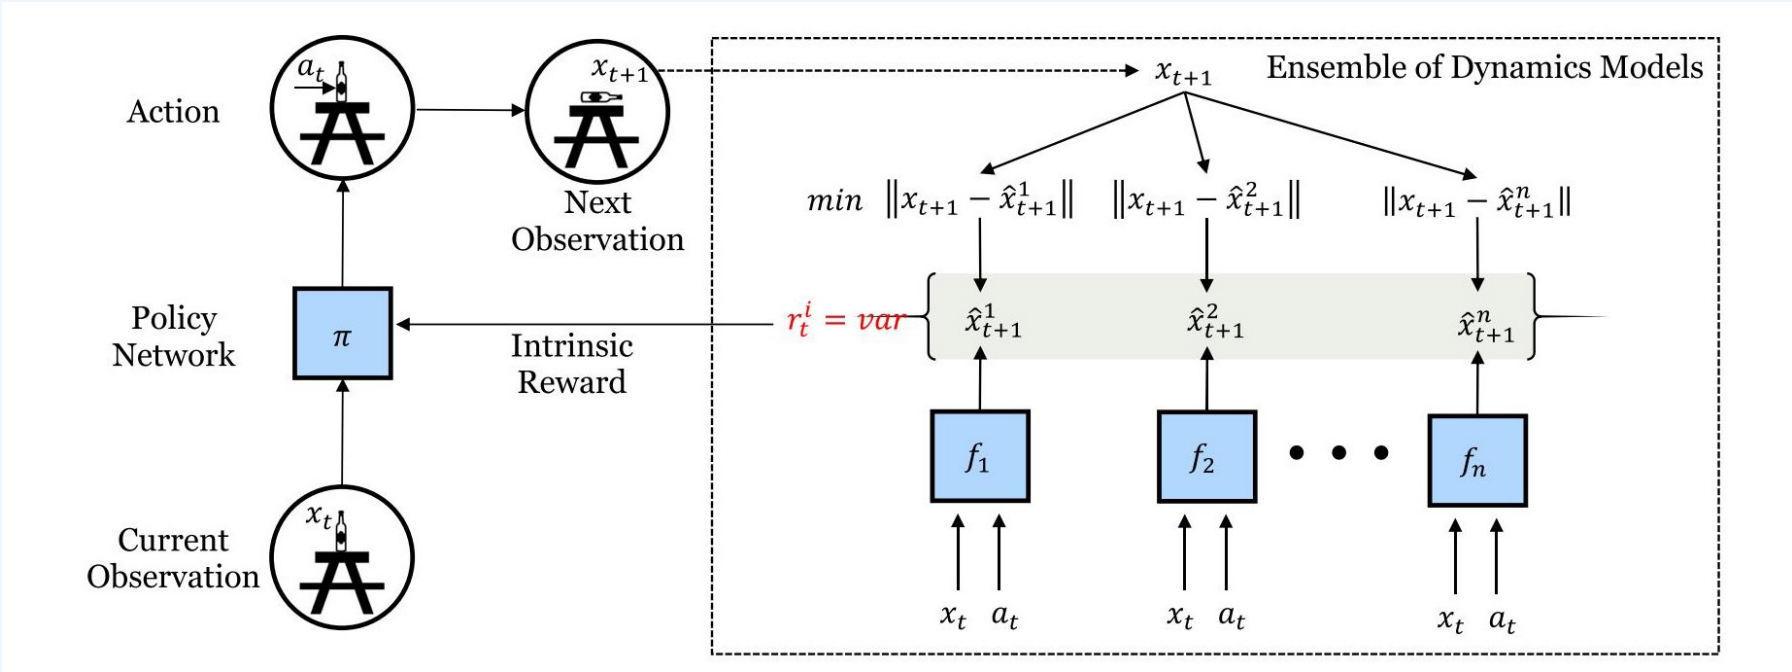 a_t
x_{t+1}
x_{t+1}
Ensemble of Dynamics Models
Action
Next
Observation
min ‖x_{t+1} − x̂^1_{t+1}‖ ‖x_{t+1} − x̂^2_{t+1}‖ ‖x_{t+1} − x̂^n_{t+1}‖
Policy
Network
π
Intrinsic
Reward
r^i_t = var { x̂^1_{t+1} x̂^2_{t+1} x̂^n_{t+1} }
f_1 f_2 • • • f_n
x_t
Current
Observation
x_t a_t x_t a_t x_t a_t